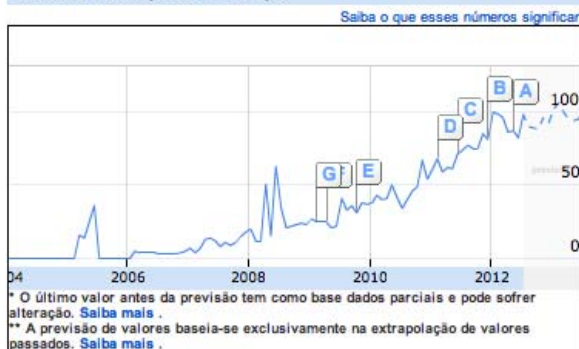 Saiba o que esses números significar
B
A
100
C
D
G
E
50
0
04
2006
2008
2010
2012
* O último valor antes da previsão tem como base dados parciais e pode sofrer
alteração. Saiba mais .
** A previsão de valores baseia-se exclusivamente na extrapolação de valores
passados. Saiba mais .